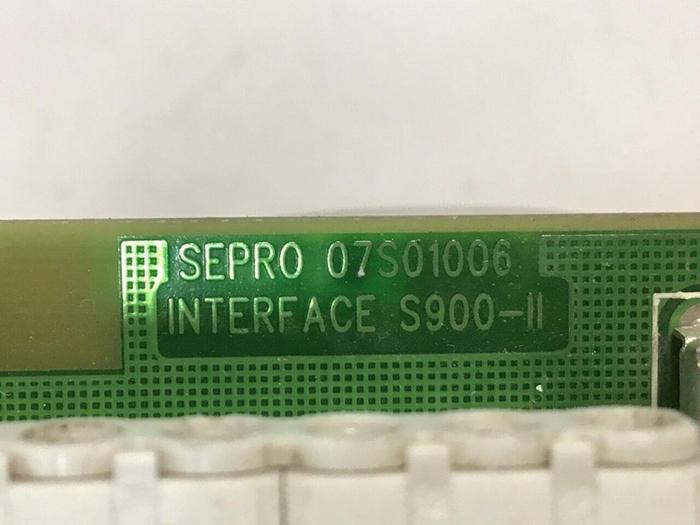 SEPRO 07S01006
INTERFACE S900-II